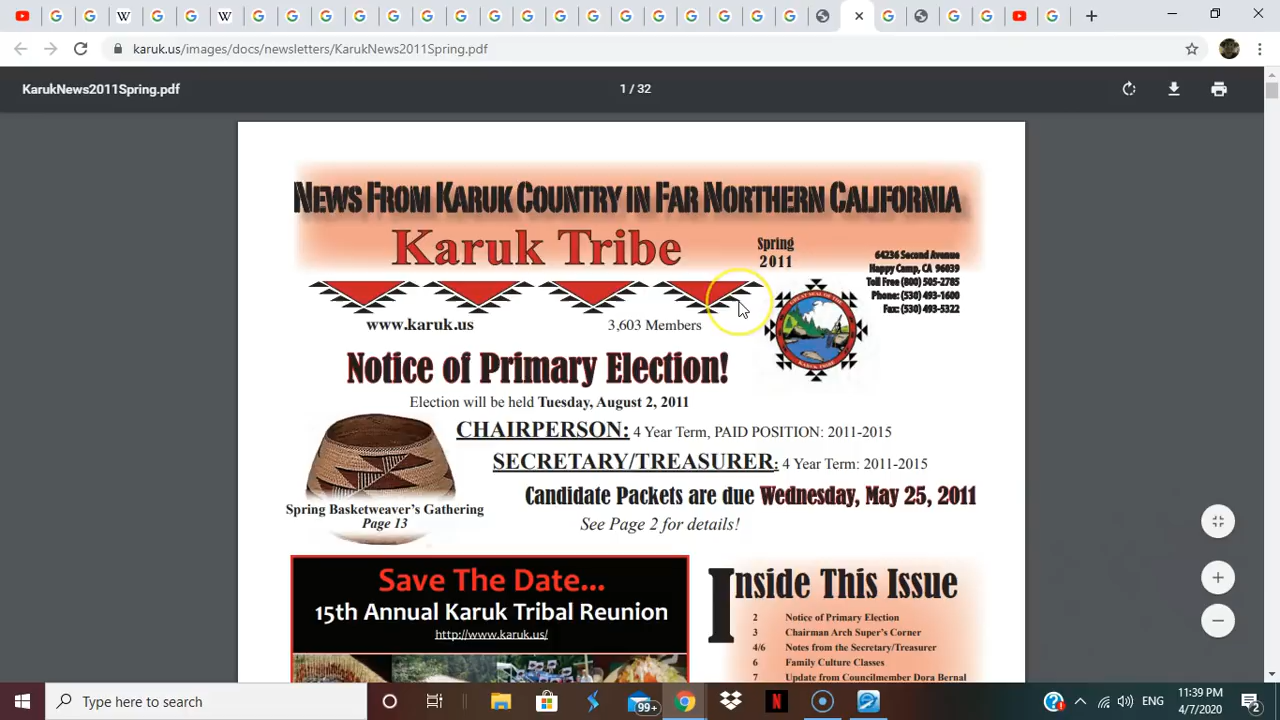 karuk.us/images/docs/newsletters/KarukNews2011Spring.pdf
KarukNews2011Spring.pdf
1 / 32
NEWS FROM KARUK COUNTRY IN FAR NORTHERN CALIFORNIA
Karuk Tribe
Spring
2011
64236 Second Avenue
Happy Camp, CA 96039
Toll Free (800) 505-2785
Phone: (530) 493-1600
Fax: (530) 493-5322
www.karuk.us
3,603 Members
KARUK TRIBE
Notice of Primary Election!
Election will be held Tuesday, August 2, 2011
CHAIRPERSON: 4 Year Term, PAID POSITION: 2011-2015
SECRETARY/TREASURER: 4 Year Term: 2011-2015
Candidate Packets are due Wednesday, May 25, 2011
See Page 2 for details!
Spring Basketweaver's Gathering
Page 13
Save The Date...
15th Annual Karuk Tribal Reunion
http://www.karuk.us/
Inside This Issue
2 Notice of Primary Election
3 Chairman Arch Super's Corner
4/6 Notes from the Secretary/Treasurer
6 Family Culture Classes
7 Update from Councilmember Dora Bernal
Type here to search
99+
ENG
11:39 PM
4/7/2020
2